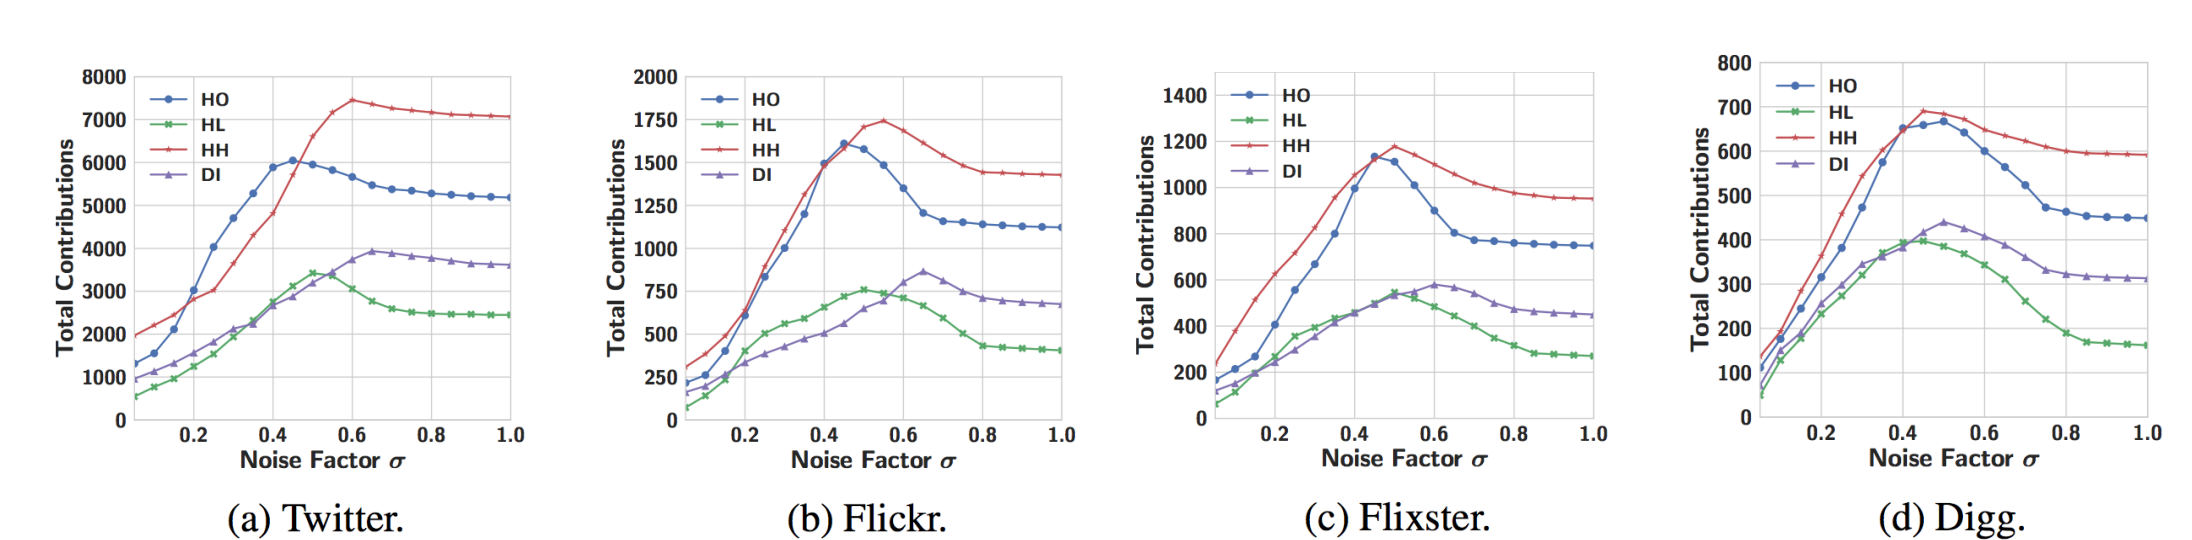 8000
7000
6000
5000
4000
3000
2000
1000
0
Total Contributions
HO
HL
HH
DI
0.2 0.4 0.6 0.8 1.0
Noise Factor σ
(a) Twitter.
2000
1750
1500
1250
1000
750
500
250
0
Total Contributions
HO
HL
HH
DI
0.2 0.4 0.6 0.8 1.0
Noise Factor σ
(b) Flickr.
1400
1200
1000
800
600
400
200
0
Total Contributions
HO
HL
HH
DI
0.2 0.4 0.6 0.8 1.0
Noise Factor σ
(c) Flixster.
800
700
600
500
400
300
200
100
0
Total Contributions
HO
HL
HH
DI
0.2 0.4 0.6 0.8 1.0
Noise Factor σ
(d) Digg.